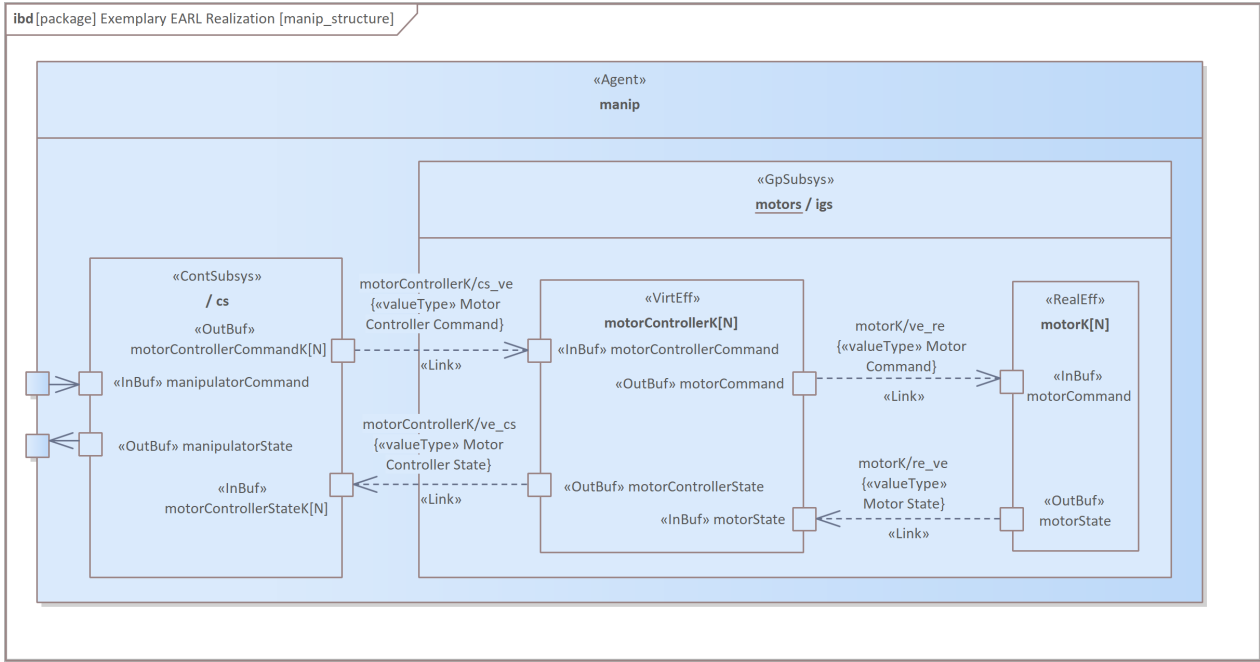 ibd [package] Exemplary EARL Realization [manip_structure]
«Agent»
manip
«GpSubsys»
motors / igs
«ContSubsys»
/ cs
«OutBuf»
motorControllerCommandK[N]
«InBuf» manipulatorCommand
«OutBuf» manipulatorState
«InBuf»
motorControllerStateK[N]
motorControllerK/cs_ve
{«valueType» Motor
Controller Command}
«Link»
motorControllerK/ve_cs
{«valueType» Motor
Controller State}
«Link»
«VirtEff»
motorControllerK[N]
«InBuf» motorControllerCommand
«OutBuf» motorCommand
«OutBuf» motorControllerState
«InBuf» motorState
motorK/ve_re
{«valueType» Motor
Command}
«Link»
motorK/re_ve
{«valueType»
Motor State}
«Link»
«RealEff»
motorK[N]
«InBuf»
motorCommand
«OutBuf»
motorState